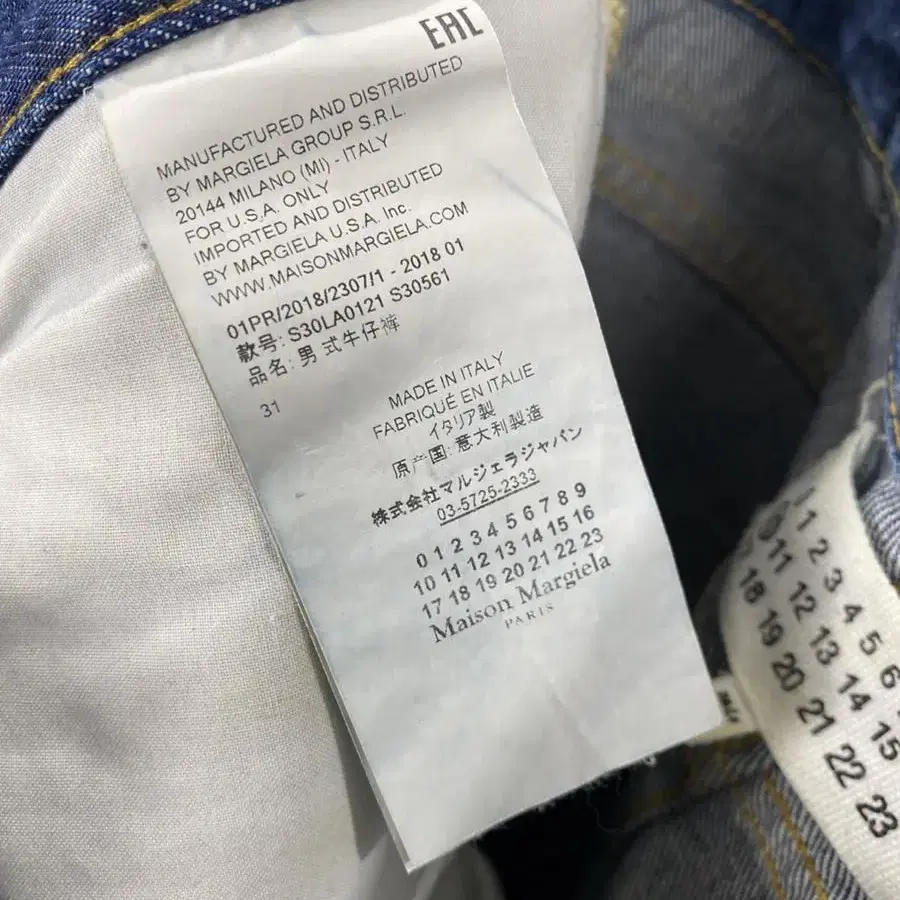 EAC
MANUFACTURED AND DISTRIBUTED
BY MARGIELA GROUP S.R.L.
20144 MILANO (MI) - ITALY
FOR U.S.A. ONLY
IMPORTED AND DISTRIBUTED
BY MARGIELA U.S.A. Inc.
WWW.MAISONMARGIELA.COM
01PR/2018/2307/1 - 2018 01
款号: S30LA0121 S30561
品名: 男式牛仔裤
31
MADE IN ITALY
FABRIQUÉ EN ITALIE
イタリア製
原产国: 意大利制造
株式会社マルジェラジャパン
03-5725-2333
0 1 2 3 4 5 6 7 8 9
10 11 12 13 14 15 16
17 18 19 20 21 22 23
Maison Margiela
PARIS
1 2 3 4 5 6
11 12 13 14 15
18 19 20 21 22 23